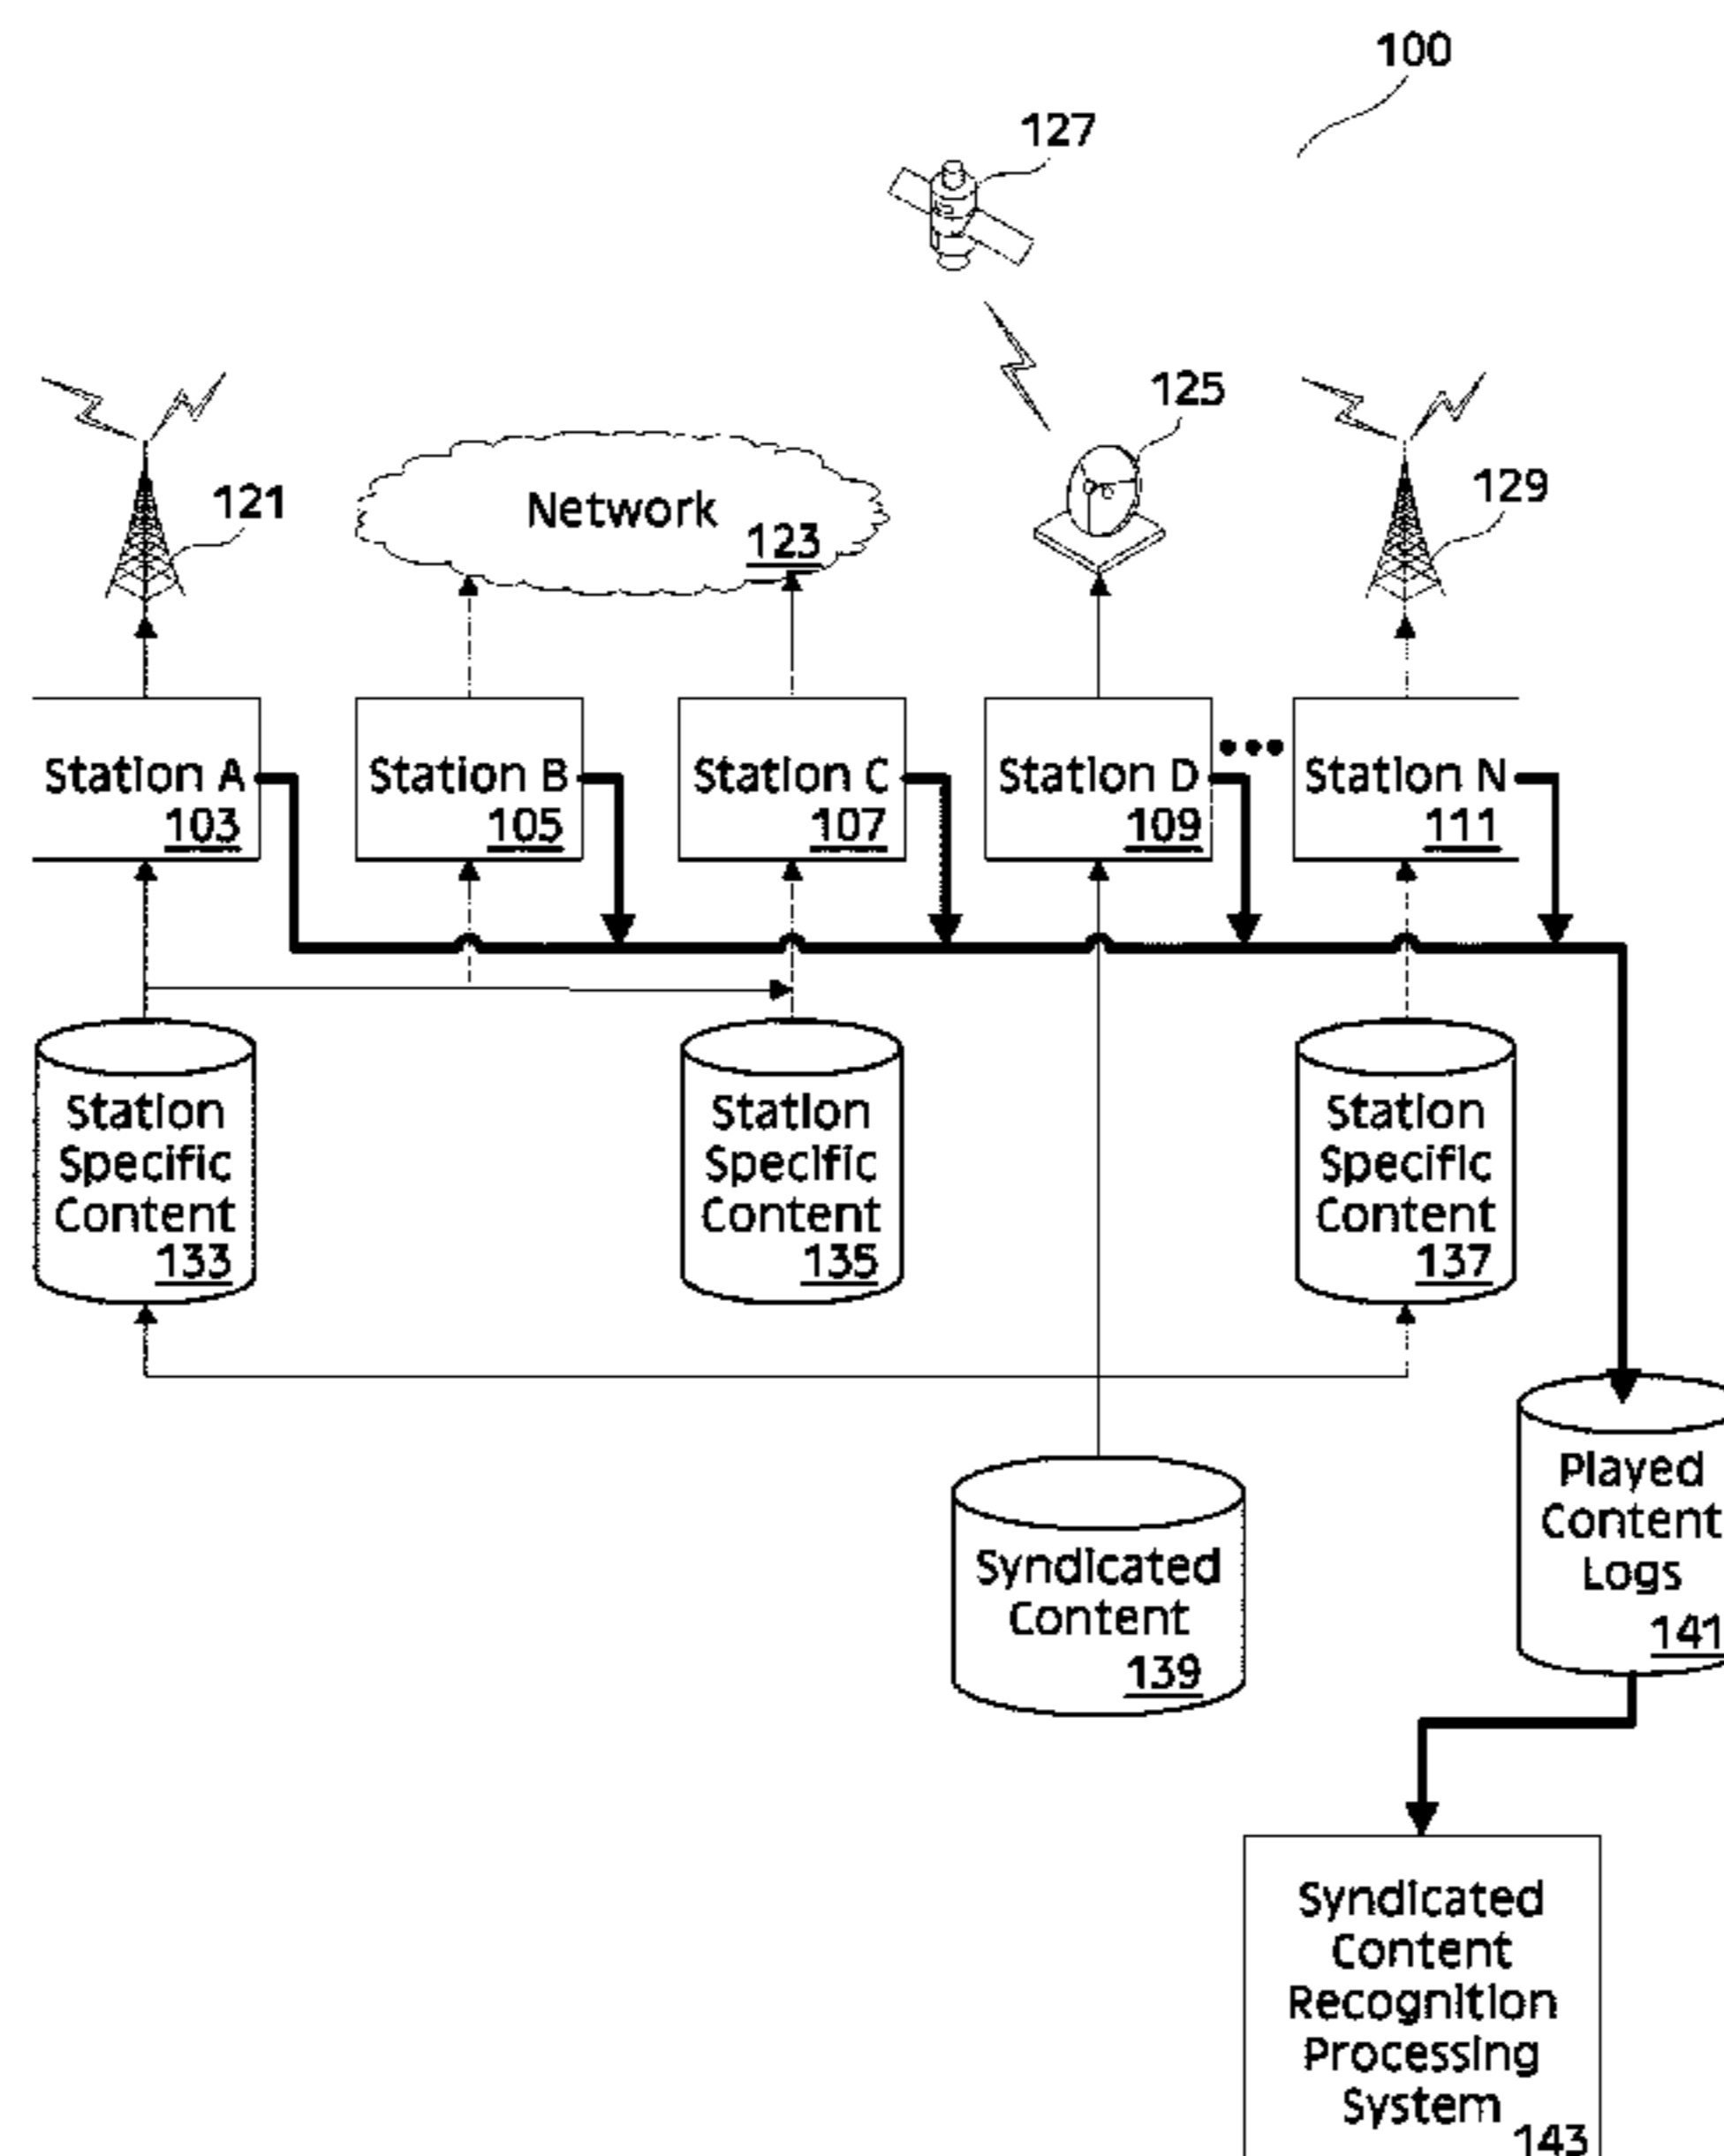 100
127
125
121
Network
123
129
Station A
103
Station B
105
Station C
107
Station D
109
•••
Station N
111
Station
Specific
Content
133
Station
Specific
Content
135
Station
Specific
Content
137
Played
Content
Logs
141
Syndicated
Content
139
Syndicated
Content
Recognition
Processing
System
143